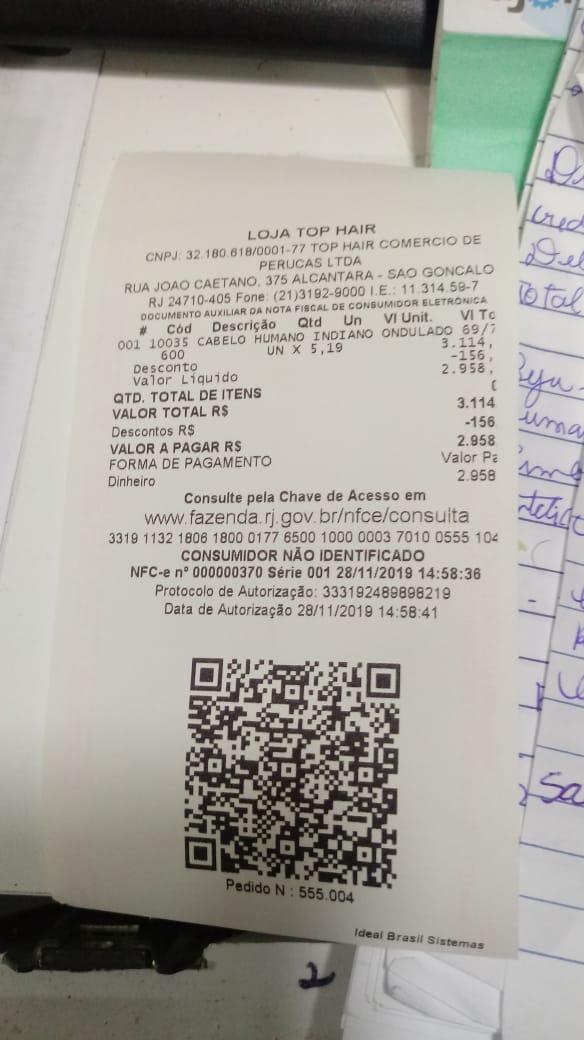 LOJA TOP HAIR
CNPJ: 32.180.618/0001-77 TOP HAIR COMERCIO DE
PERUCAS LTDA
RUA JOAO CAETANO, 375 ALCANTARA - SAO GONCALO
RJ 24710-405 Fone: (21)3192-9000 I.E.: 11.314.59-7
DOCUMENTO AUXILIAR DA NOTA FISCAL DE CONSUMIDOR ELETRÔNICA
# Cód Descrição Qtd Un Vl Unit. Vl To
001 10035 CABELO HUMANO INDIANO ONDULADO 69/7
600 UN X 5,19 3.114,
Desconto -156,
Valor Liquido 2.958,
QTD. TOTAL DE ITENS
VALOR TOTAL R$ 3.114
Descontos R$ -156
VALOR A PAGAR R$ 2.958
FORMA DE PAGAMENTO Valor Pa
Dinheiro 2.958
Consulte pela Chave de Acesso em
www.fazenda.rj.gov.br/nfce/consulta
3319 1132 1806 1800 0177 6500 1000 0003 7010 0555 104
CONSUMIDOR NÃO IDENTIFICADO
NFC-e nº 000000370 Série 001 28/11/2019 14:58:36
Protocolo de Autorização: 333192489898219
Data de Autorização 28/11/2019 14:58:41
Pedido N : 555.004
Ideal Brasil Sistemas
2